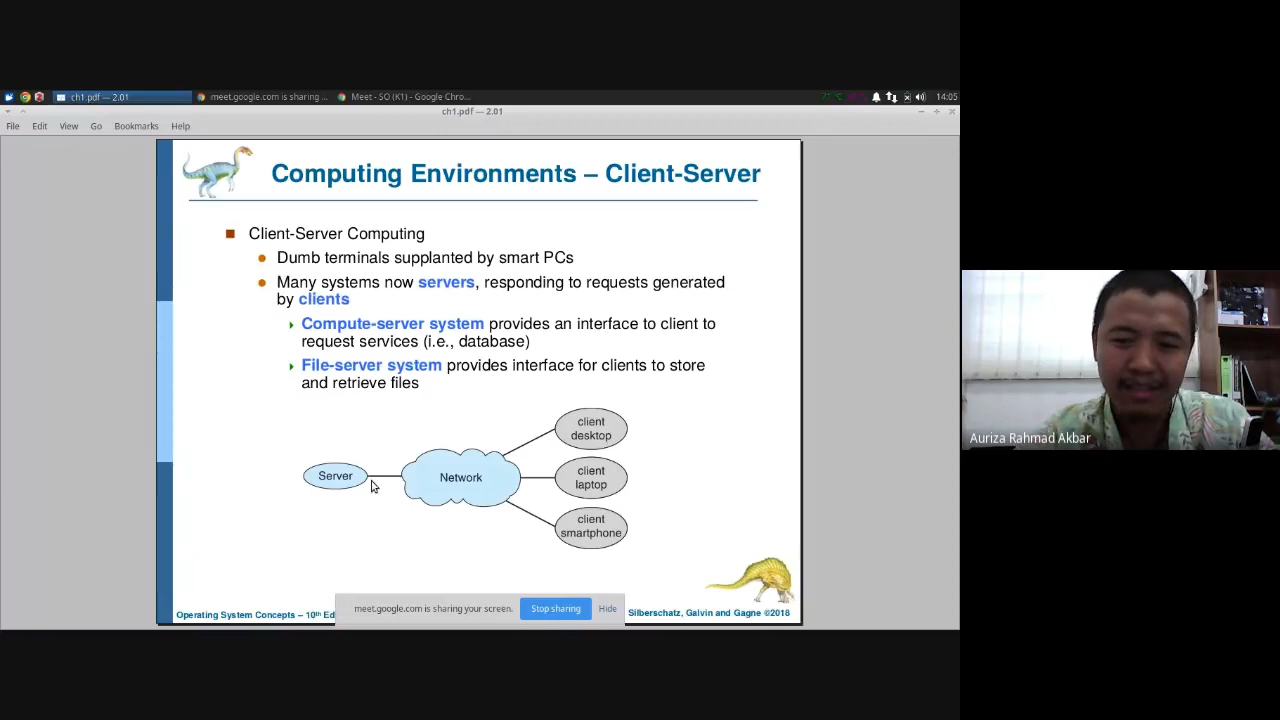 ch1.pdf — 2.01
meet.google.com is sharing ...
Meet - SO (K1) - Google Chro...
14:05
ch1.pdf — 2.01
File Edit View Go Bookmarks Help
Computing Environments – Client-Server
Client-Server Computing
Dumb terminals supplanted by smart PCs
Many systems now servers, responding to requests generated
by clients
Compute-server system provides an interface to client to
request services (i.e., database)
File-server system provides interface for clients to store
and retrieve files
client
desktop
Server
Network
client
laptop
client
smartphone
meet.google.com is sharing your screen.
Stop sharing
Hide
Operating System Concepts – 10th Ed
Silberschatz, Galvin and Gagne ©2018
Auriza Rahmad Akbar